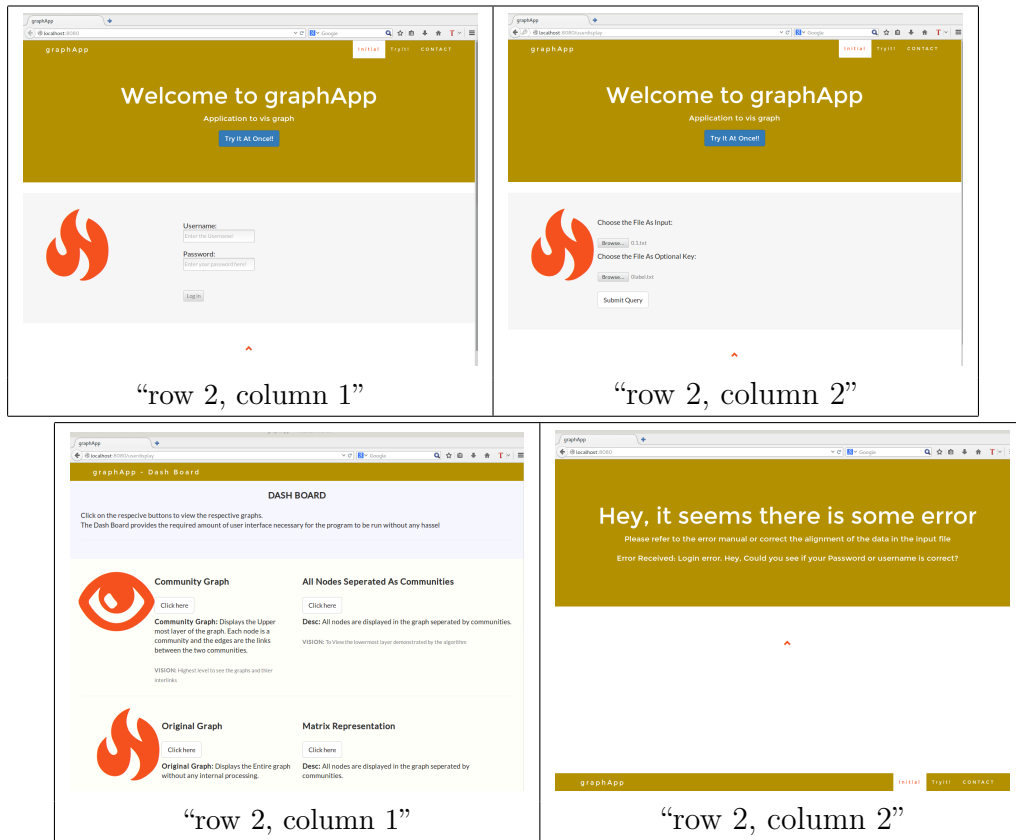 graphApp
localhost:8080
Google
graphApp
Initial TryIt! CONTACT
Welcome to graphApp
Application to vis graph
Try It At Once!!
Username:
Enter the Username!
Password:
Enter your password here!
Log in
“row 2, column 1”
graphApp
localhost:8080/userdisplay
Google
graphApp
Initial TryIt! CONTACT
Welcome to graphApp
Application to vis graph
Try It At Once!!
Choose the File As Input:
Browse... 0.1.txt
Choose the File As Optional Key:
Browse... 0labelist
Submit Query
“row 2, column 2”
graphApp
localhost:8080/userdisplay
Google
graphApp - Dash Board
DASH BOARD
Click on the respecive buttons to view the respective graphs.
The Dash Board provides the required amount of user interface necessary for the program to be run without any hassel
Community Graph
Click here
Community Graph: Displays the Upper
most layer of the graph. Each node is a
community and the edges are the links
between the two communities.
VISION: Highest level to see the graphs and thier
interlinks
All Nodes Seperated As Communities
Click here
Desc: All nodes are displayed in the graph seperated by communities.
VISION: To View the lowermost layer demonstrated by the algorithm
Original Graph
Click here
Original Graph: Displays the Entire graph
without any internal processing.
Matrix Representation
Click here
Desc: All nodes are displayed in the graph seperated by
communities.
“row 2, column 1”
graphApp
localhost:8080
Google
Hey, it seems there is some error
Please refer to the error manual or correct the alignment of the data in the input file
Error Received: Login error. Hey, Could you see if your Password or username is correct?
graphApp
Initial TryIt! CONTACT
“row 2, column 2”